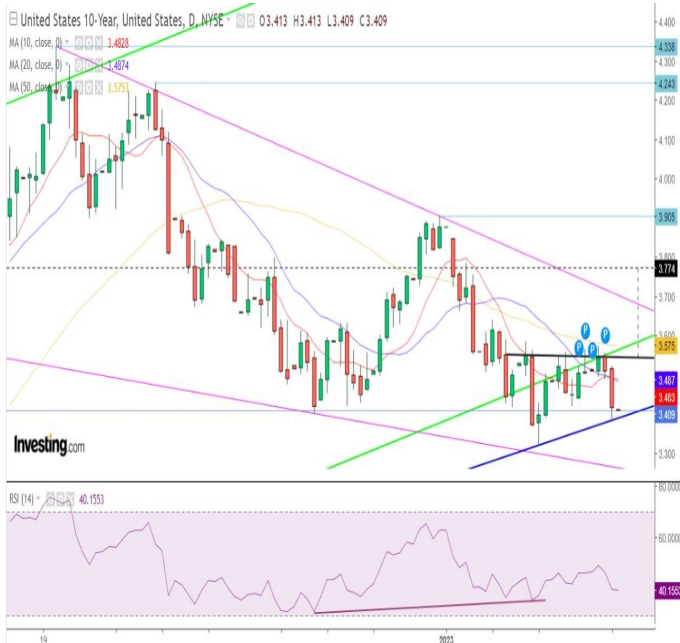 United States 10-Year, United States, D, NYSE O3.413 H3.413 L3.409 C3.409
MA (10, close, 0) 3.4828
MA (20, close, 0) 3.4874
MA (50, close, 0) 3.5753
4.400
4.338
4.300
4.243
4.200
4.100
4.000
3.905
3.800
3.774
3.700
3.600
3.575
3.487
3.483
3.409
3.300
P
P P P
Investing.com
RSI (14) 40.1553
80.0000
60.0000
40.1553
19 2023